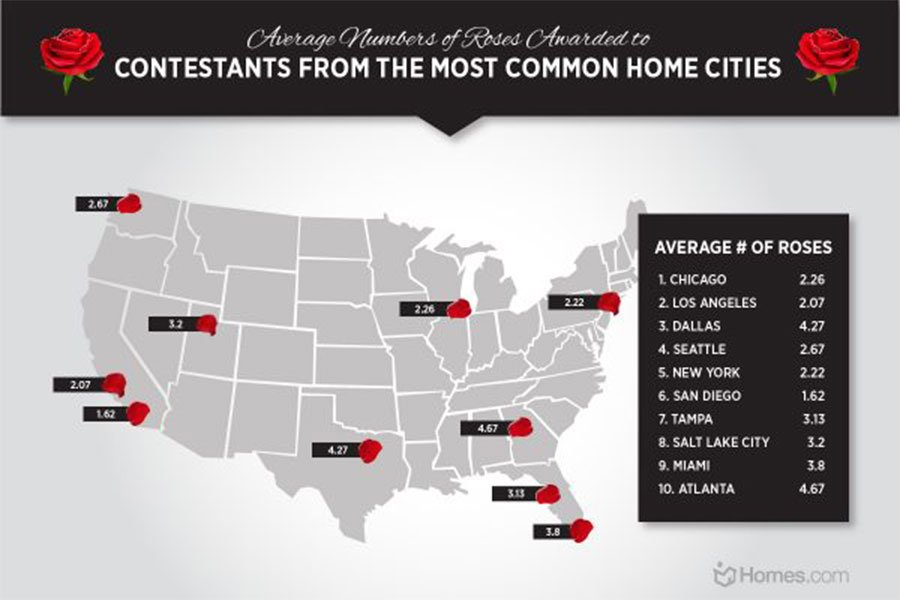 Average Numbers of Roses Awarded to
CONTESTANTS FROM THE MOST COMMON HOME CITIES
2.67
3.2
2.26
2.22
2.07
1.62
4.27
4.67
3.13
3.8
AVERAGE # OF ROSES
1. CHICAGO 2.26
2. LOS ANGELES 2.07
3. DALLAS 4.27
4. SEATTLE 2.67
5. NEW YORK 2.22
6. SAN DIEGO 1.62
7. TAMPA 3.13
8. SALT LAKE CITY 3.2
9. MIAMI 3.8
10. ATLANTA 4.67
Homes.com